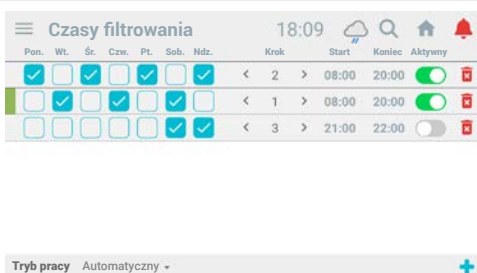 Czasy filtrowania 18:09
Pon. Wt. Śr. Czw. Pt. Sob. Ndz. Krok Start Koniec Aktywny
< 2 > 08:00 20:00
< 1 > 08:00 20:00
< 3 > 21:00 22:00
Tryb pracy Automatyczny